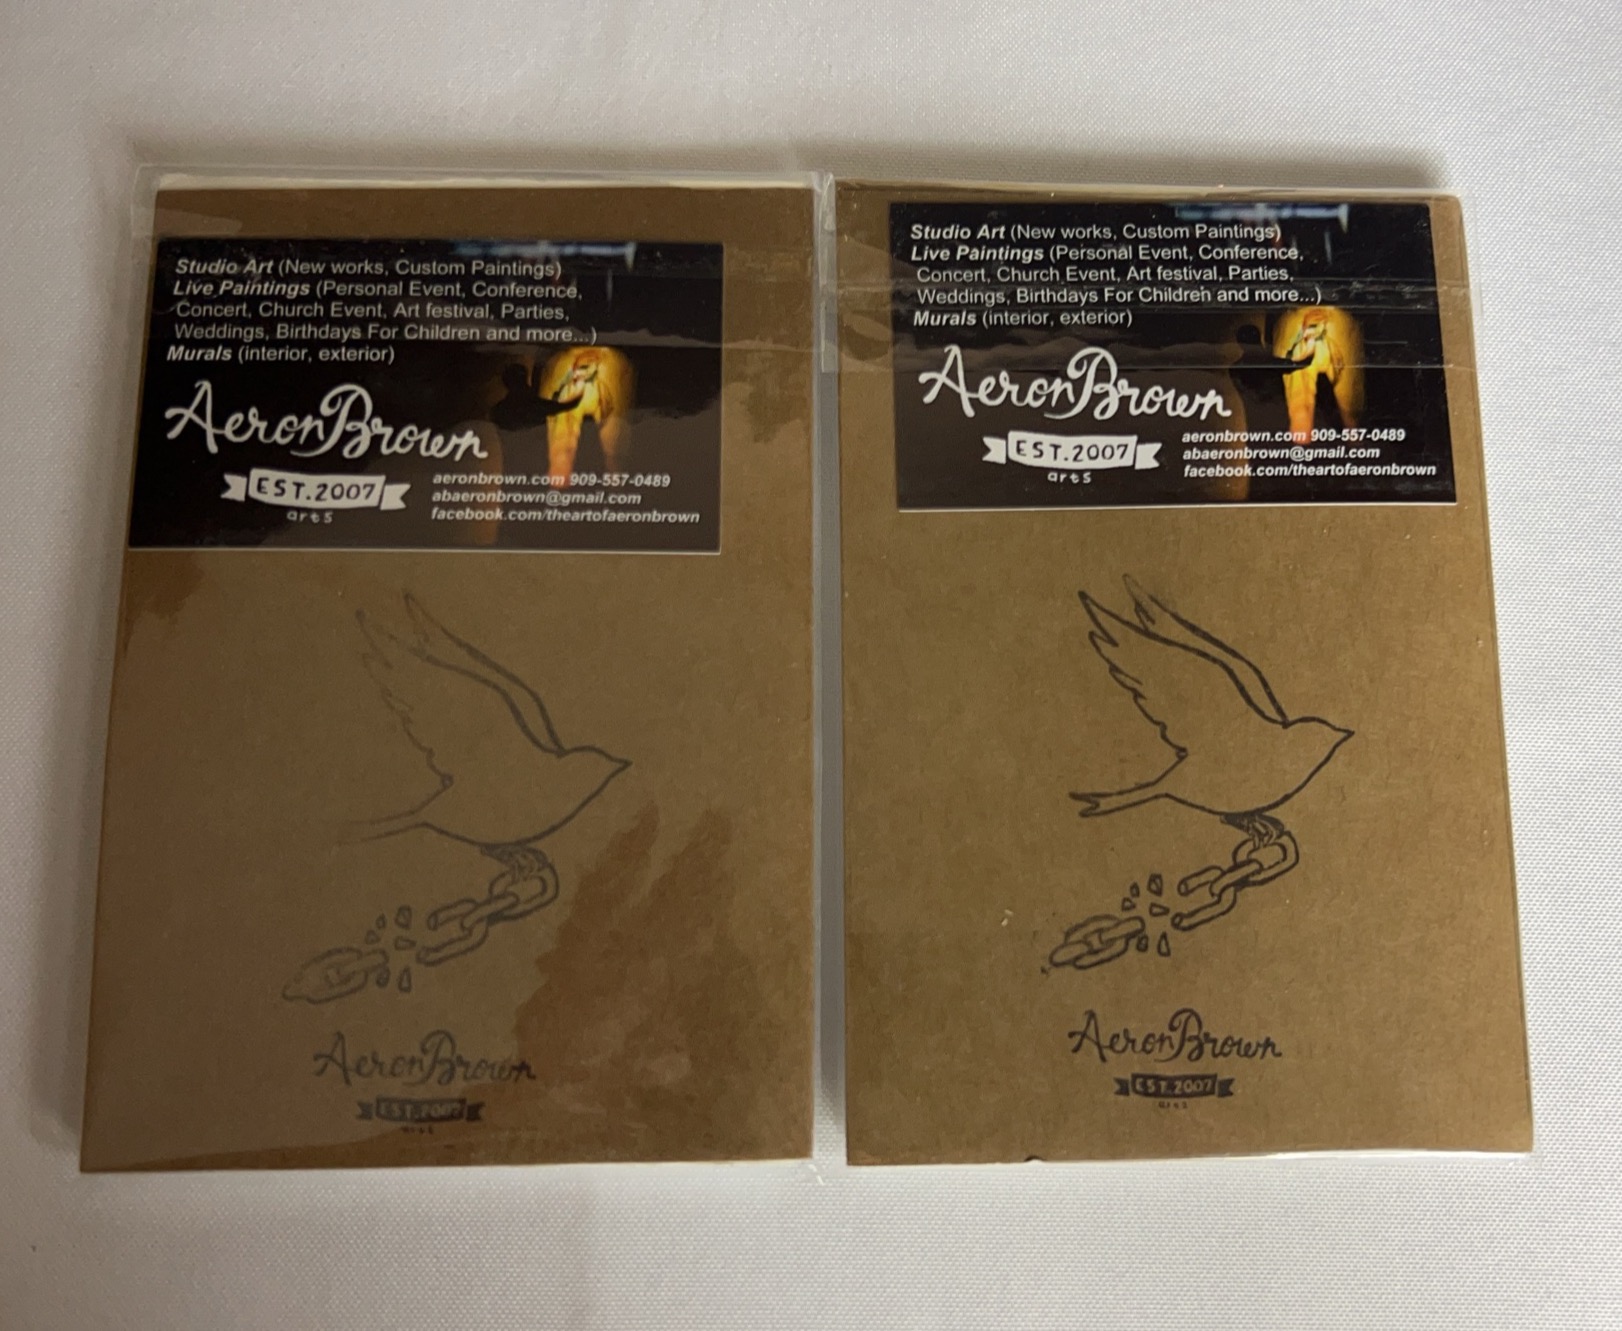 Studio Art (New works, Custom Paintings)
Live Paintings (Personal Event, Conference,
Concert, Church Event, Art festival, Parties,
Weddings, Birthdays For Children and more...)
Murals (interior, exterior)
AeronBrown
EST.2007
arts
aeronbrown.com 909-557-0489
abaeronbrown@gmail.com
facebook.com/theartofaeronbrown
AeronBrown
EST.2007
arts
Studio Art (New works, Custom Paintings)
Live Paintings (Personal Event, Conference,
Concert, Church Event, Art festival, Parties,
Weddings, Birthdays For Children and more...)
Murals (interior, exterior)
AeronBrown
EST.2007
arts
aeronbrown.com 909-557-0489
abaeronbrown@gmail.com
facebook.com/theartofaeronbrown
AeronBrown
EST.2007
arts